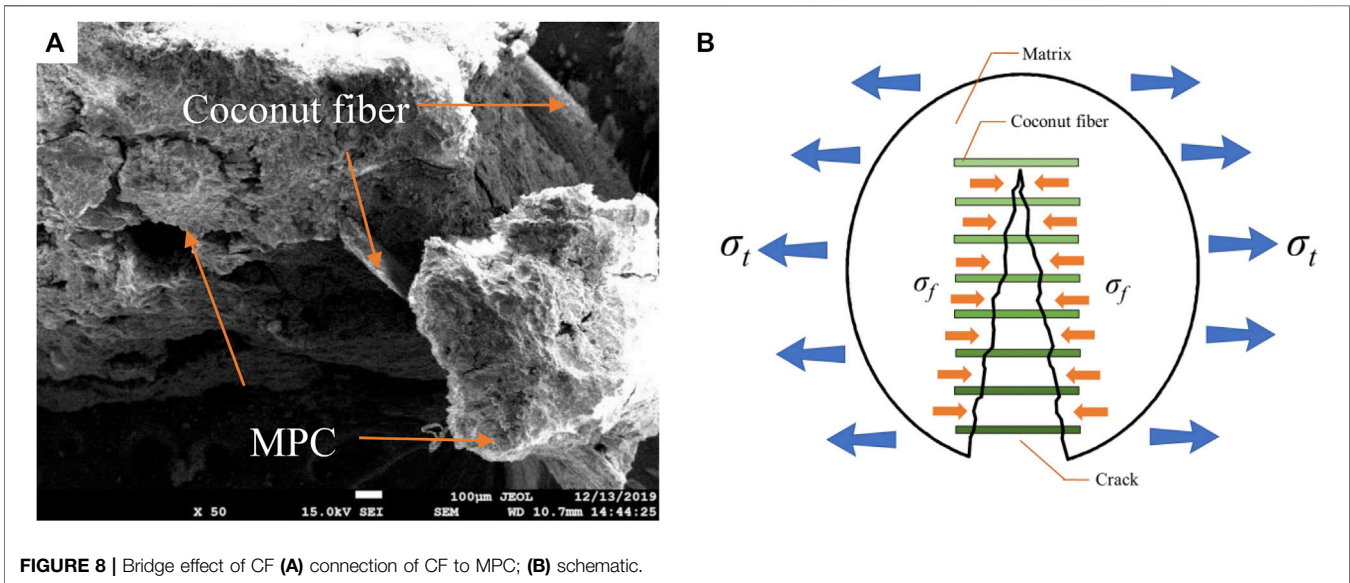 A
Coconut fiber
MPC
100μm JEOL 12/13/2019
X 50 15.0kV SEI SEM WD 10.7mm 14:44:25
B
Matrix
Coconut fiber
σt σt
σf σf
Crack
FIGURE 8 | Bridge effect of CF (A) connection of CF to MPC; (B) schematic.